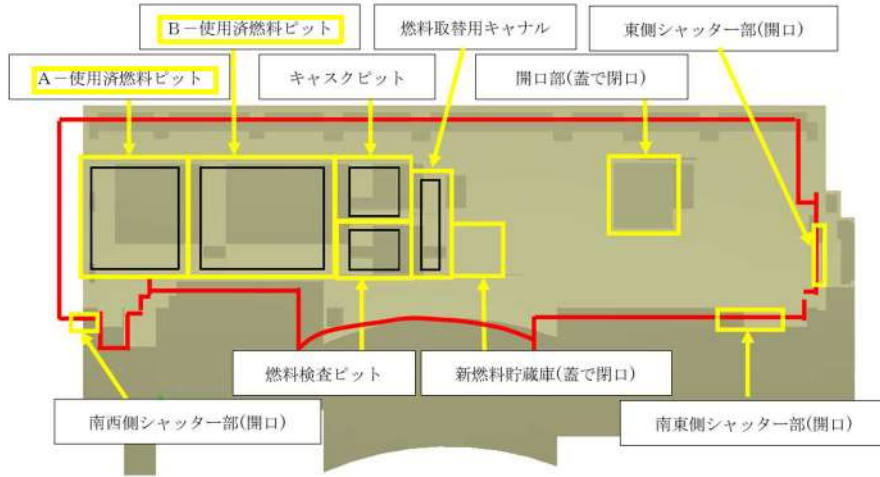 B－使用済燃料ピット
燃料取替用キャナル
東側シャッター部(開口)
A－使用済燃料ピット
キャスクピット
開口部(蓋で閉口)
燃料検査ピット
新燃料貯蔵庫(蓋で閉口)
南西側シャッター部(開口)
南東側シャッター部(開口)